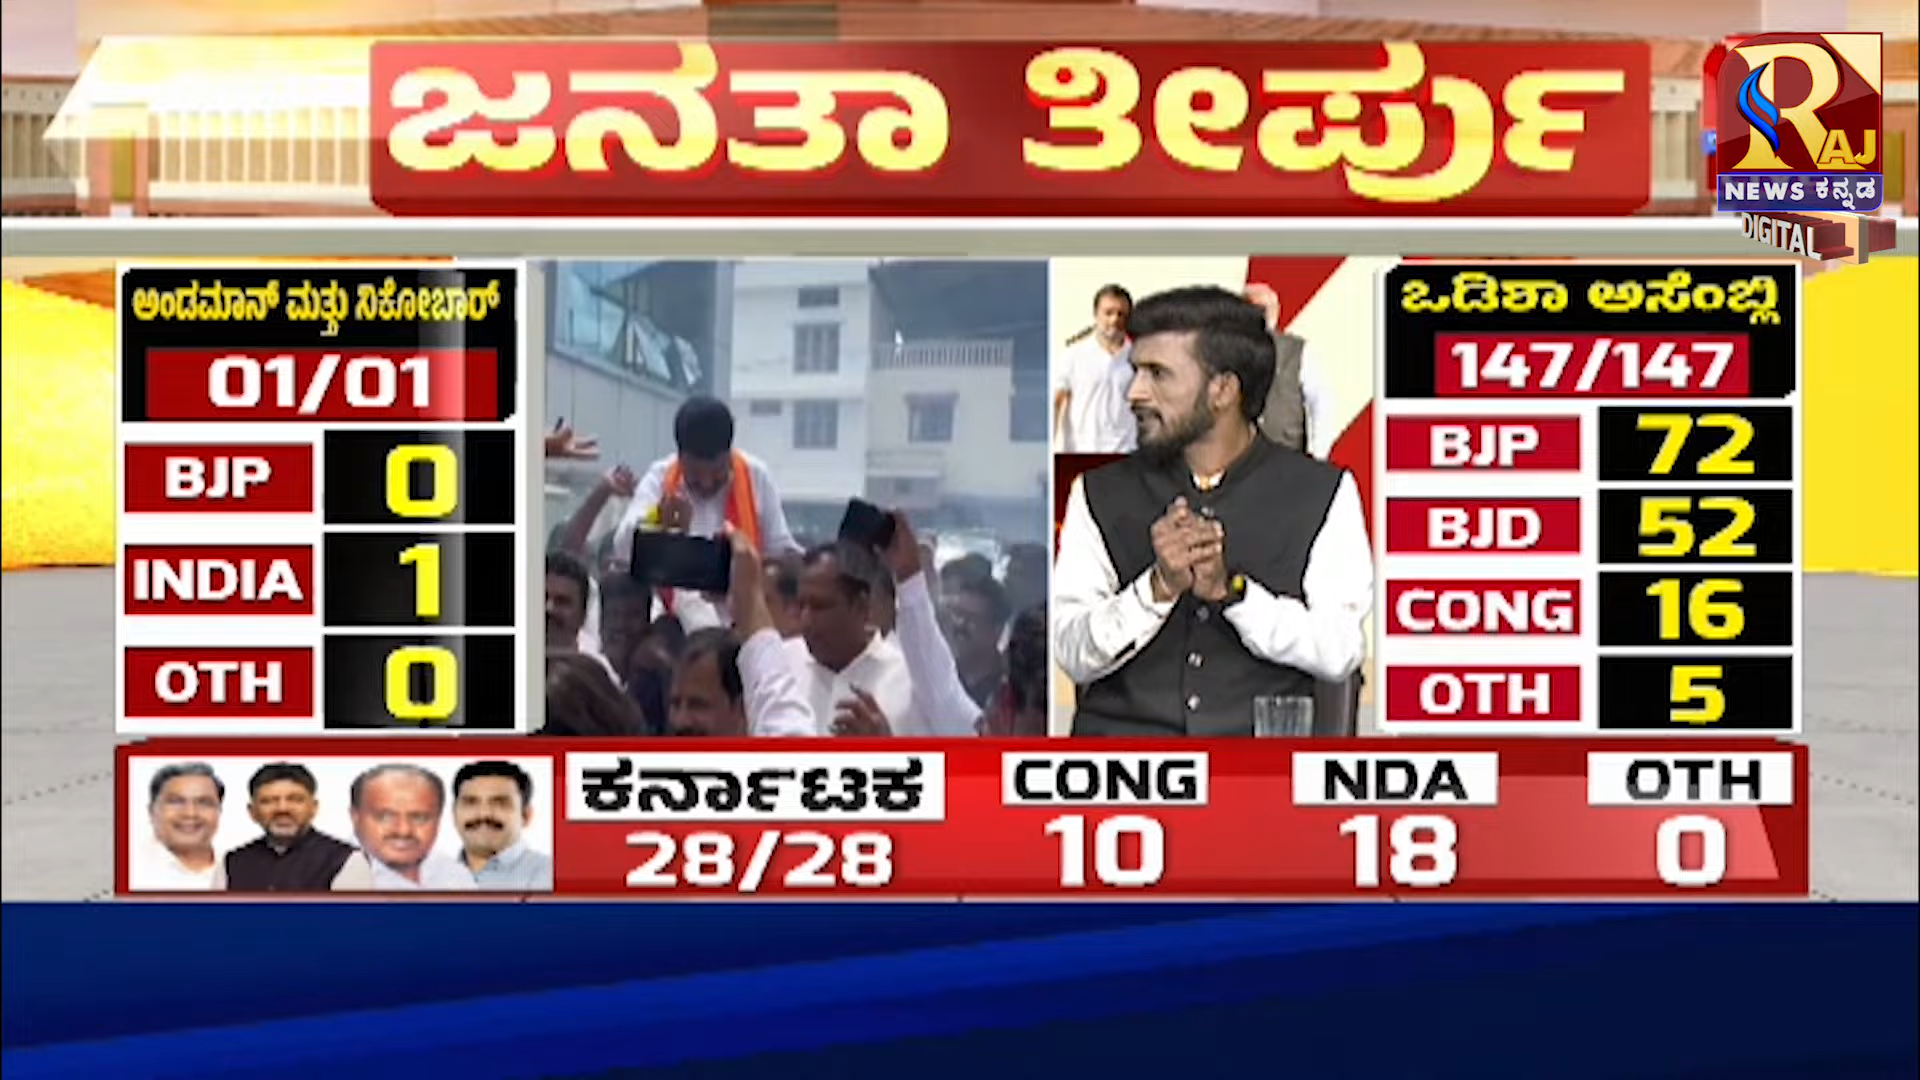 ಜನತಾ ತೀರ್ಪು
RAJ
NEWS ಕನ್ನಡ
DIGITAL
ಅಂಡಮಾನ್ ಮತ್ತು ನಿಕೋಬಾರ್
01/01
BJP 0
INDIA 1
OTH 0
ಒಡಿಶಾ ಅಸೆಂಬ್ಲಿ
147/147
BJP 72
BJD 52
CONG 16
OTH 5
ಕರ್ನಾಟಕ CONG NDA OTH
28/28 10 18 0